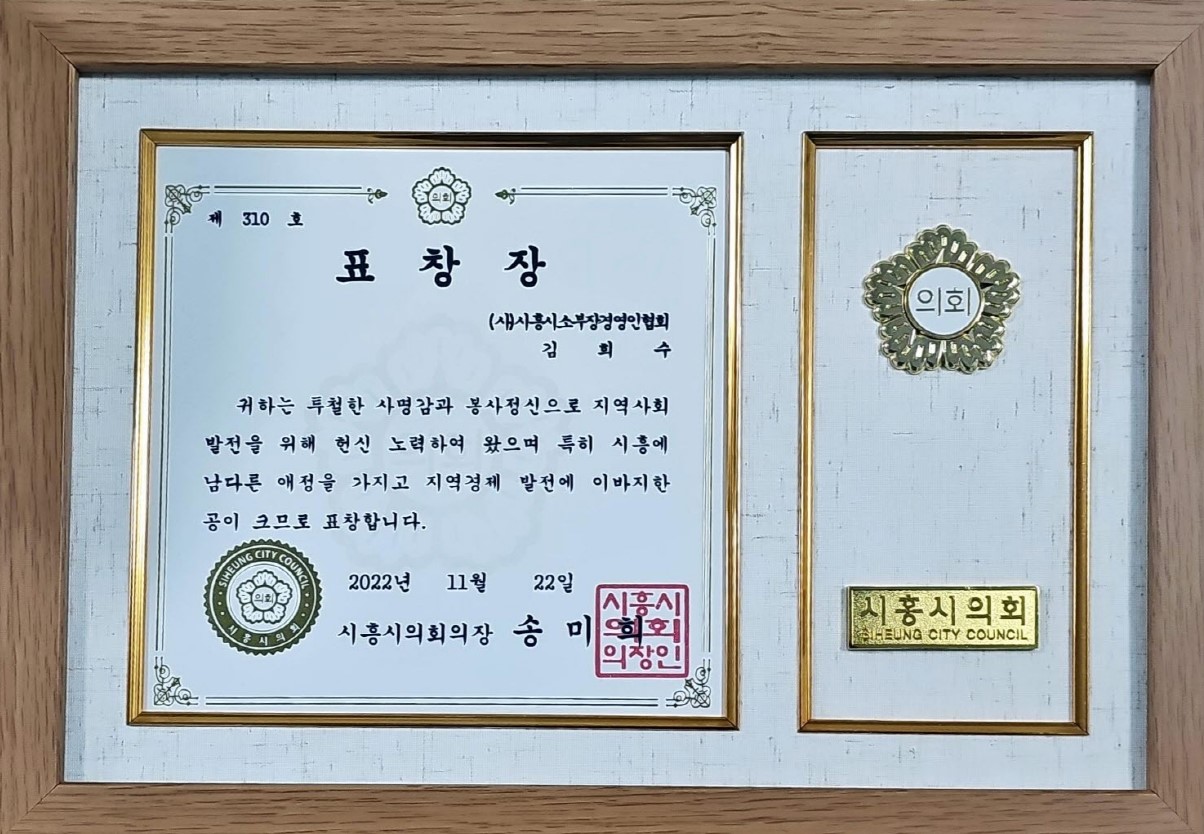 의회
제 310 호
표 창 장
(사)시흥시소부장경영인협회
김 희 수
귀하는 투철한 사명감과 봉사정신으로 지역사회
발전을 위해 헌신 노력하여 왔으며 특히 시흥에
남다른 애정을 가지고 지역경제 발전에 이바지한
공이 크므로 표창합니다.
2022년 11월 22일
시흥시의회의장 송 미 희
SIHEUNG CITY COUNCIL
의회
시흥시의회
시흥시
의회
의장인
의회
시흥시의회
SIHEUNG CITY COUNCIL